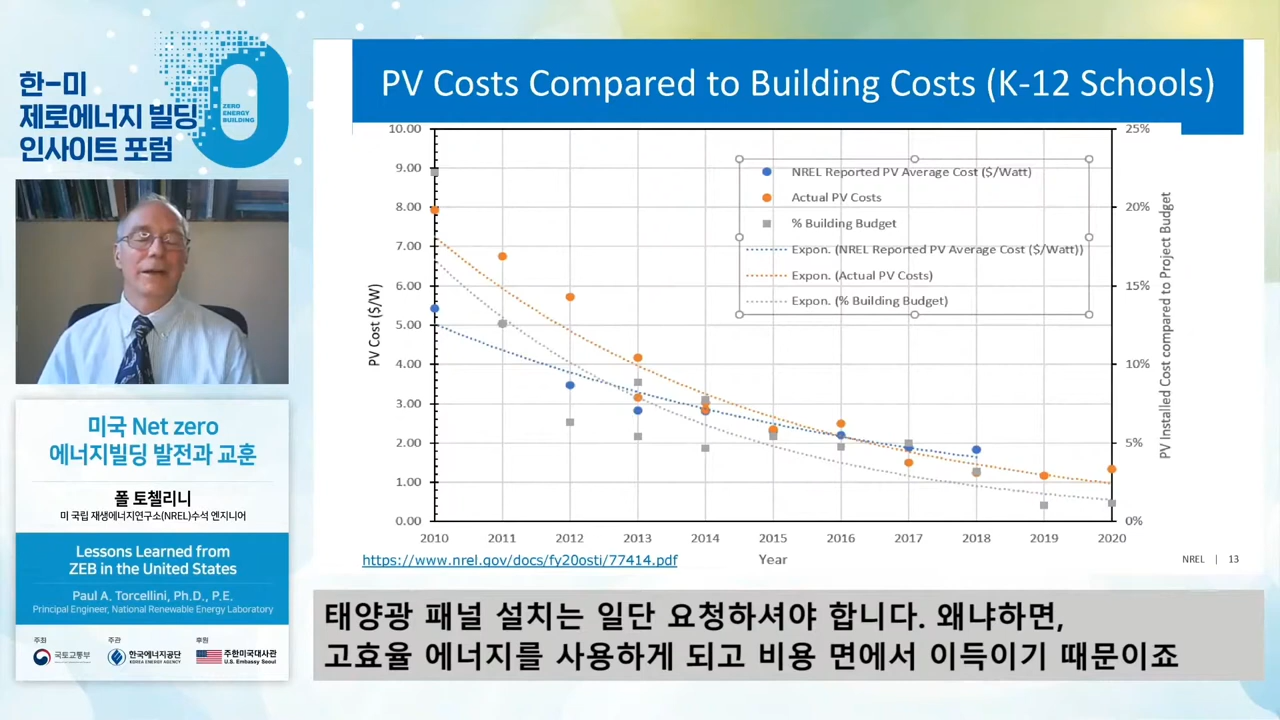 한-미
제로에너지 빌딩
인사이트 포럼
ZERO
ENERGY
BUILDING
미국 Net zero
에너지빌딩 발전과 교훈
폴 토첼리니
미 국립 재생에너지연구소(NREL)수석 엔지니어
Lessons Learned from
ZEB in the United States
Paul A. Torcellini, Ph.D., P.E.
Principal Engineer, National Renewable Energy Laboratory
주최
주관
후원
국토교통부
한국에너지공단
KOREA ENERGY AGENCY
주한미국대사관
U.S. Embassy Seoul
PV Costs Compared to Building Costs (K-12 Schools)
10.00
9.00
8.00
7.00
6.00
5.00
4.00
3.00
2.00
1.00
0.00
PV Cost ($/W)
NREL Reported PV Average Cost ($/Watt)
Actual PV Costs
% Building Budget
Expon. (NREL Reported PV Average Cost ($/Watt))
Expon. (Actual PV Costs)
Expon. (% Building Budget)
25%
20%
15%
10%
5%
0%
PV Installed Cost compared to Project Budget
2010 2011 2012 2013 2014 2015 2016 2017 2018 2019 2020
Year
https://www.nrel.gov/docs/fy20osti/77414.pdf
NREL | 13
태양광 패널 설치는 일단 요청하셔야 합니다. 왜냐하면,
고효율 에너지를 사용하게 되고 비용 면에서 이득이기 때문이죠